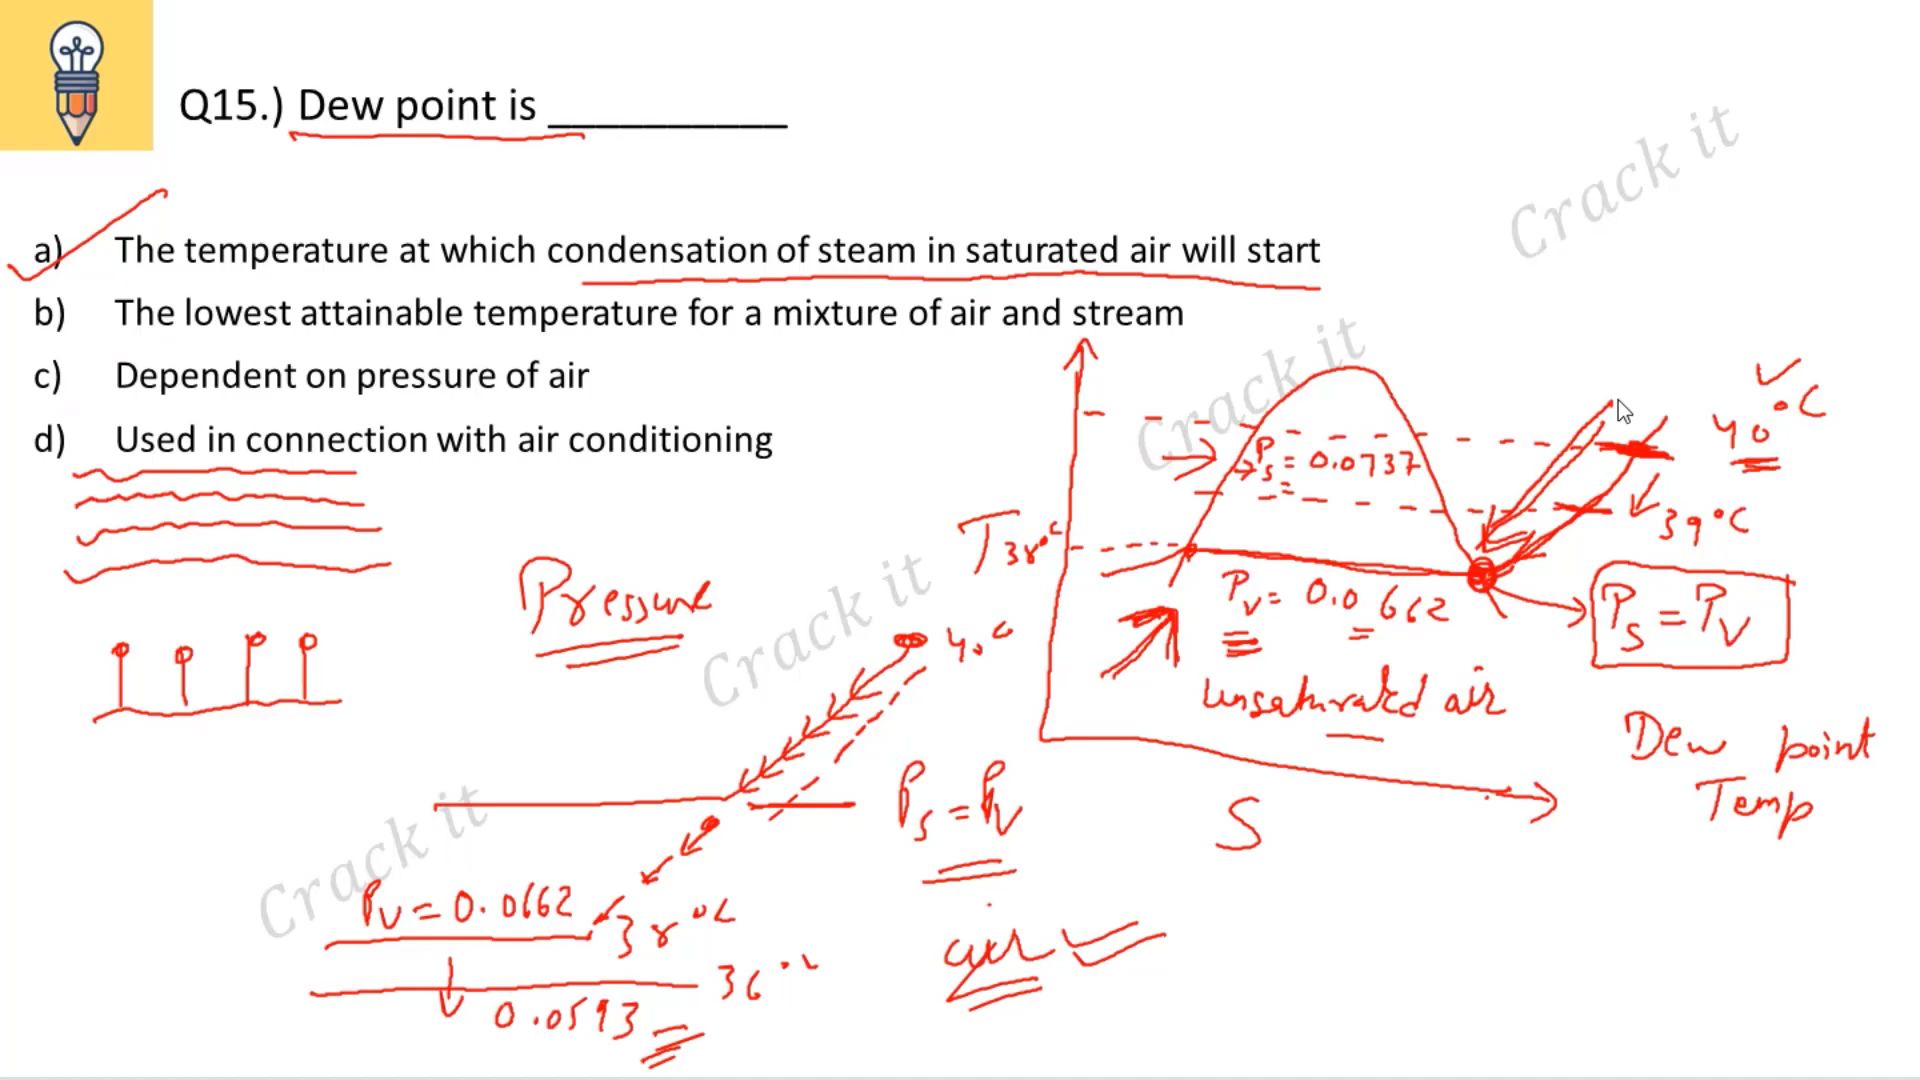 Q15.) Dew point is __________
a) The temperature at which condensation of steam in saturated air will start
b) The lowest attainable temperature for a mixture of air and stream
c) Dependent on pressure of air
d) Used in connection with air conditioning
Crack it
Crack it
Crack it
Crack it
40 °C
Ps = 0.0737
39°C
T
38°C
Pv = 0.0662
Ps = Pv
unsaturated air
Dew point
Temp
S
Pressure
40°C
Ps = Pv
Pv = 0.0662
38°C
36°C
0.0593
air